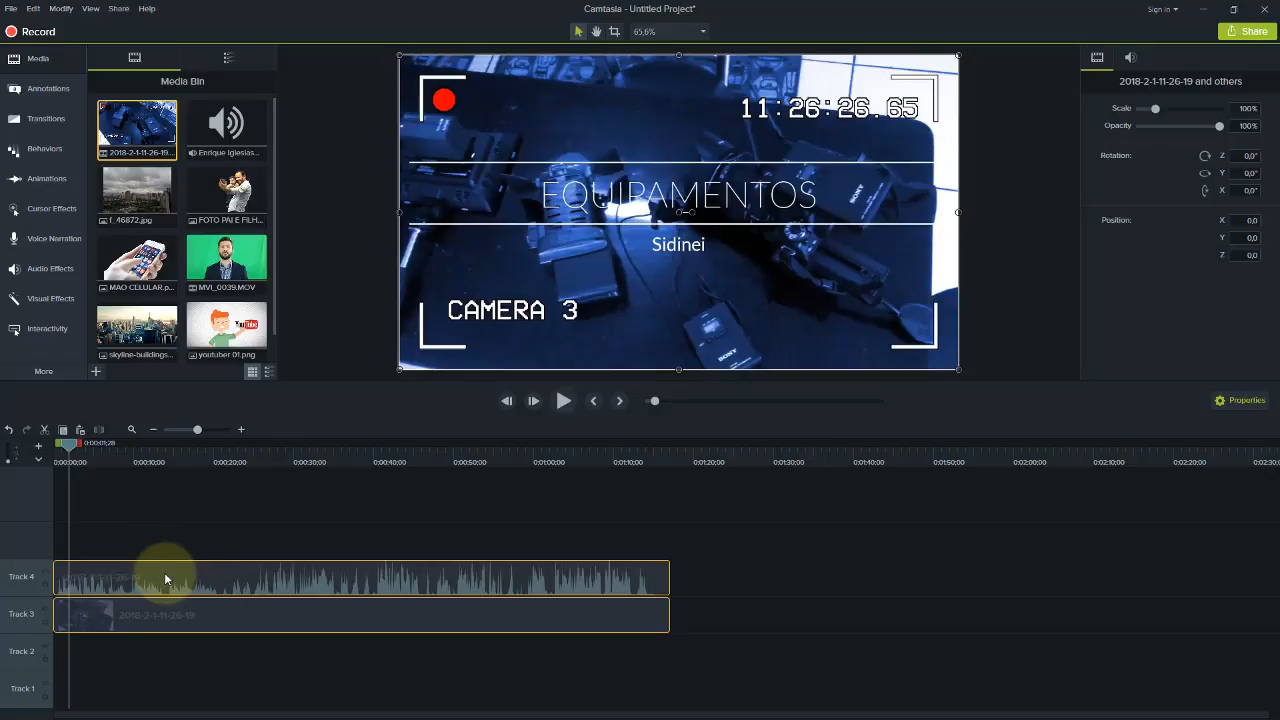 File Edit Modify View Share Help
Camtasia - Untitled Project*
Sign in
Record
65,6%
Share
Media
Annotations
Transitions
Behaviors
Animations
Cursor Effects
Voice Narration
Audio Effects
Visual Effects
Interactivity
More
Media Bin
2018-2-1-11-26-19...
Enrique Iglesias...
f_46872.jpg
FOTO PAI E FILH...
MAO CELULAR.p...
MVI_0039.MOV
skyline-buildings...
youtuber 01.png
11:26:26.65
EQUIPAMENTOS
Sidinei
CAMERA 3
SONY
SONY
2018-2-1-11-26-19 and others
Scale 100%
Opacity 100%
Rotation: Z 0,0°
Y 0,0°
X 0,0°
Position: X 0,0
Y 0,0
Z 0,0
Properties
0:00:01;28
0:00:00;00 0:00:10;00 0:00:20;00 0:00:30;00 0:00:40;00 0:00:50;00 0:01:00;00 0:01:10;00 0:01:20;00 0:01:30;00 0:01:40;00 0:01:50;00 0:02:00;00 0:02:10;00 0:02:20;00 0:02:30;0
Track 4
Track 3
2018-2-1-11-26-19
Track 2
Track 1